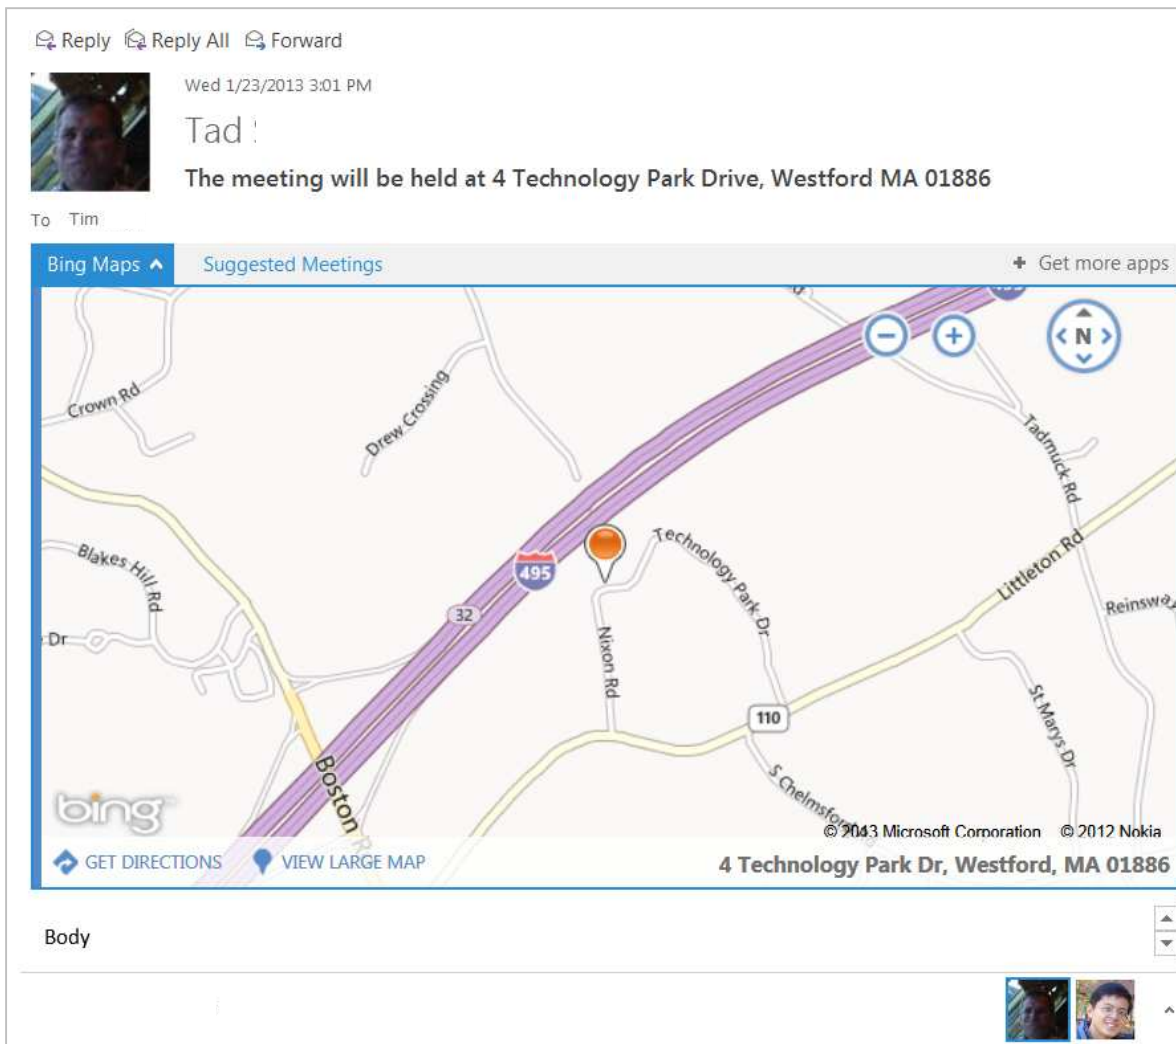 Reply Reply All Forward
Wed 1/23/2013 3:01 PM
Tad
The meeting will be held at 4 Technology Park Drive, Westford MA 01886
To Tim
Bing Maps Suggested Meetings + Get more apps
N
Crown Rd
Drew Crossing
Tadmuck Rd
Technology Park Dr
495
Blakes Hill Rd
Littleton Rd
32
Dr
Nixon Rd
110
St Marys Dr
Boston
S Chelmsford
bing
© 2013 Microsoft Corporation © 2012 Nokia
GET DIRECTIONS VIEW LARGE MAP 4 Technology Park Dr, Westford, MA 01886
Body